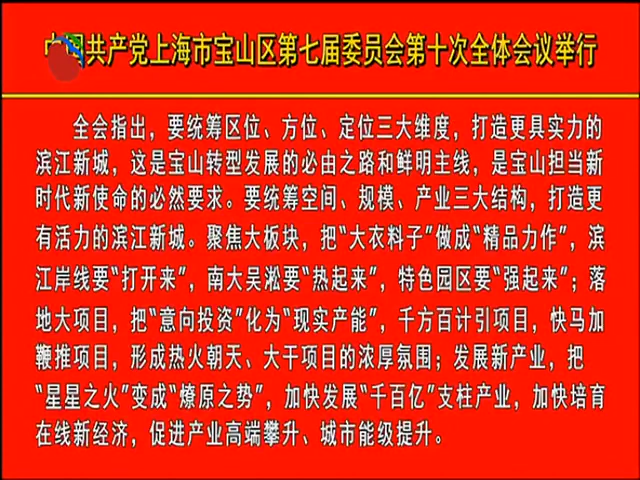 中国共产党上海市宝山区第七届委员会第十次全体会议举行
全会指出，要统筹区位、方位、定位三大维度，打造更具实力的
滨江新城，这是宝山转型发展的必由之路和鲜明主线，是宝山担当新
时代新使命的必然要求。要统筹空间、规模、产业三大结构，打造更
有活力的滨江新城。聚焦大板块，把“大衣料子”做成“精品力作”，滨
江岸线要“打开来”，南大吴淞要“热起来”，特色园区要“强起来”；落
地大项目，把“意向投资”化为“现实产能”，千方百计引项目，快马加
鞭推项目，形成热火朝天、大干项目的浓厚氛围；发展新产业，把
“星星之火”变成“燎原之势”，加快发展“千百亿”支柱产业，加快培育
在线新经济，促进产业高端攀升、城市能级提升。